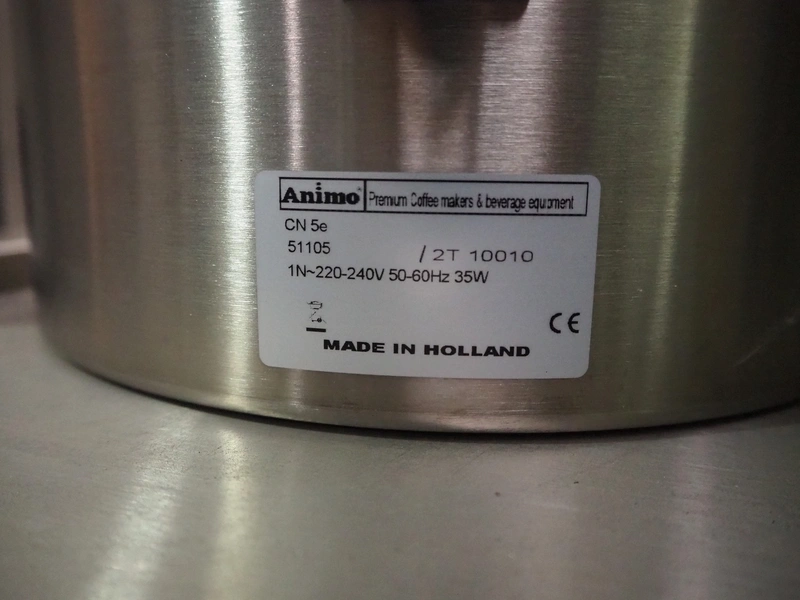 Animo® Premium Coffee makers & beverage equipment
CN 5e
51105 / 2T 10010
1N~220-240V 50-60Hz 35W
CE
MADE IN HOLLAND